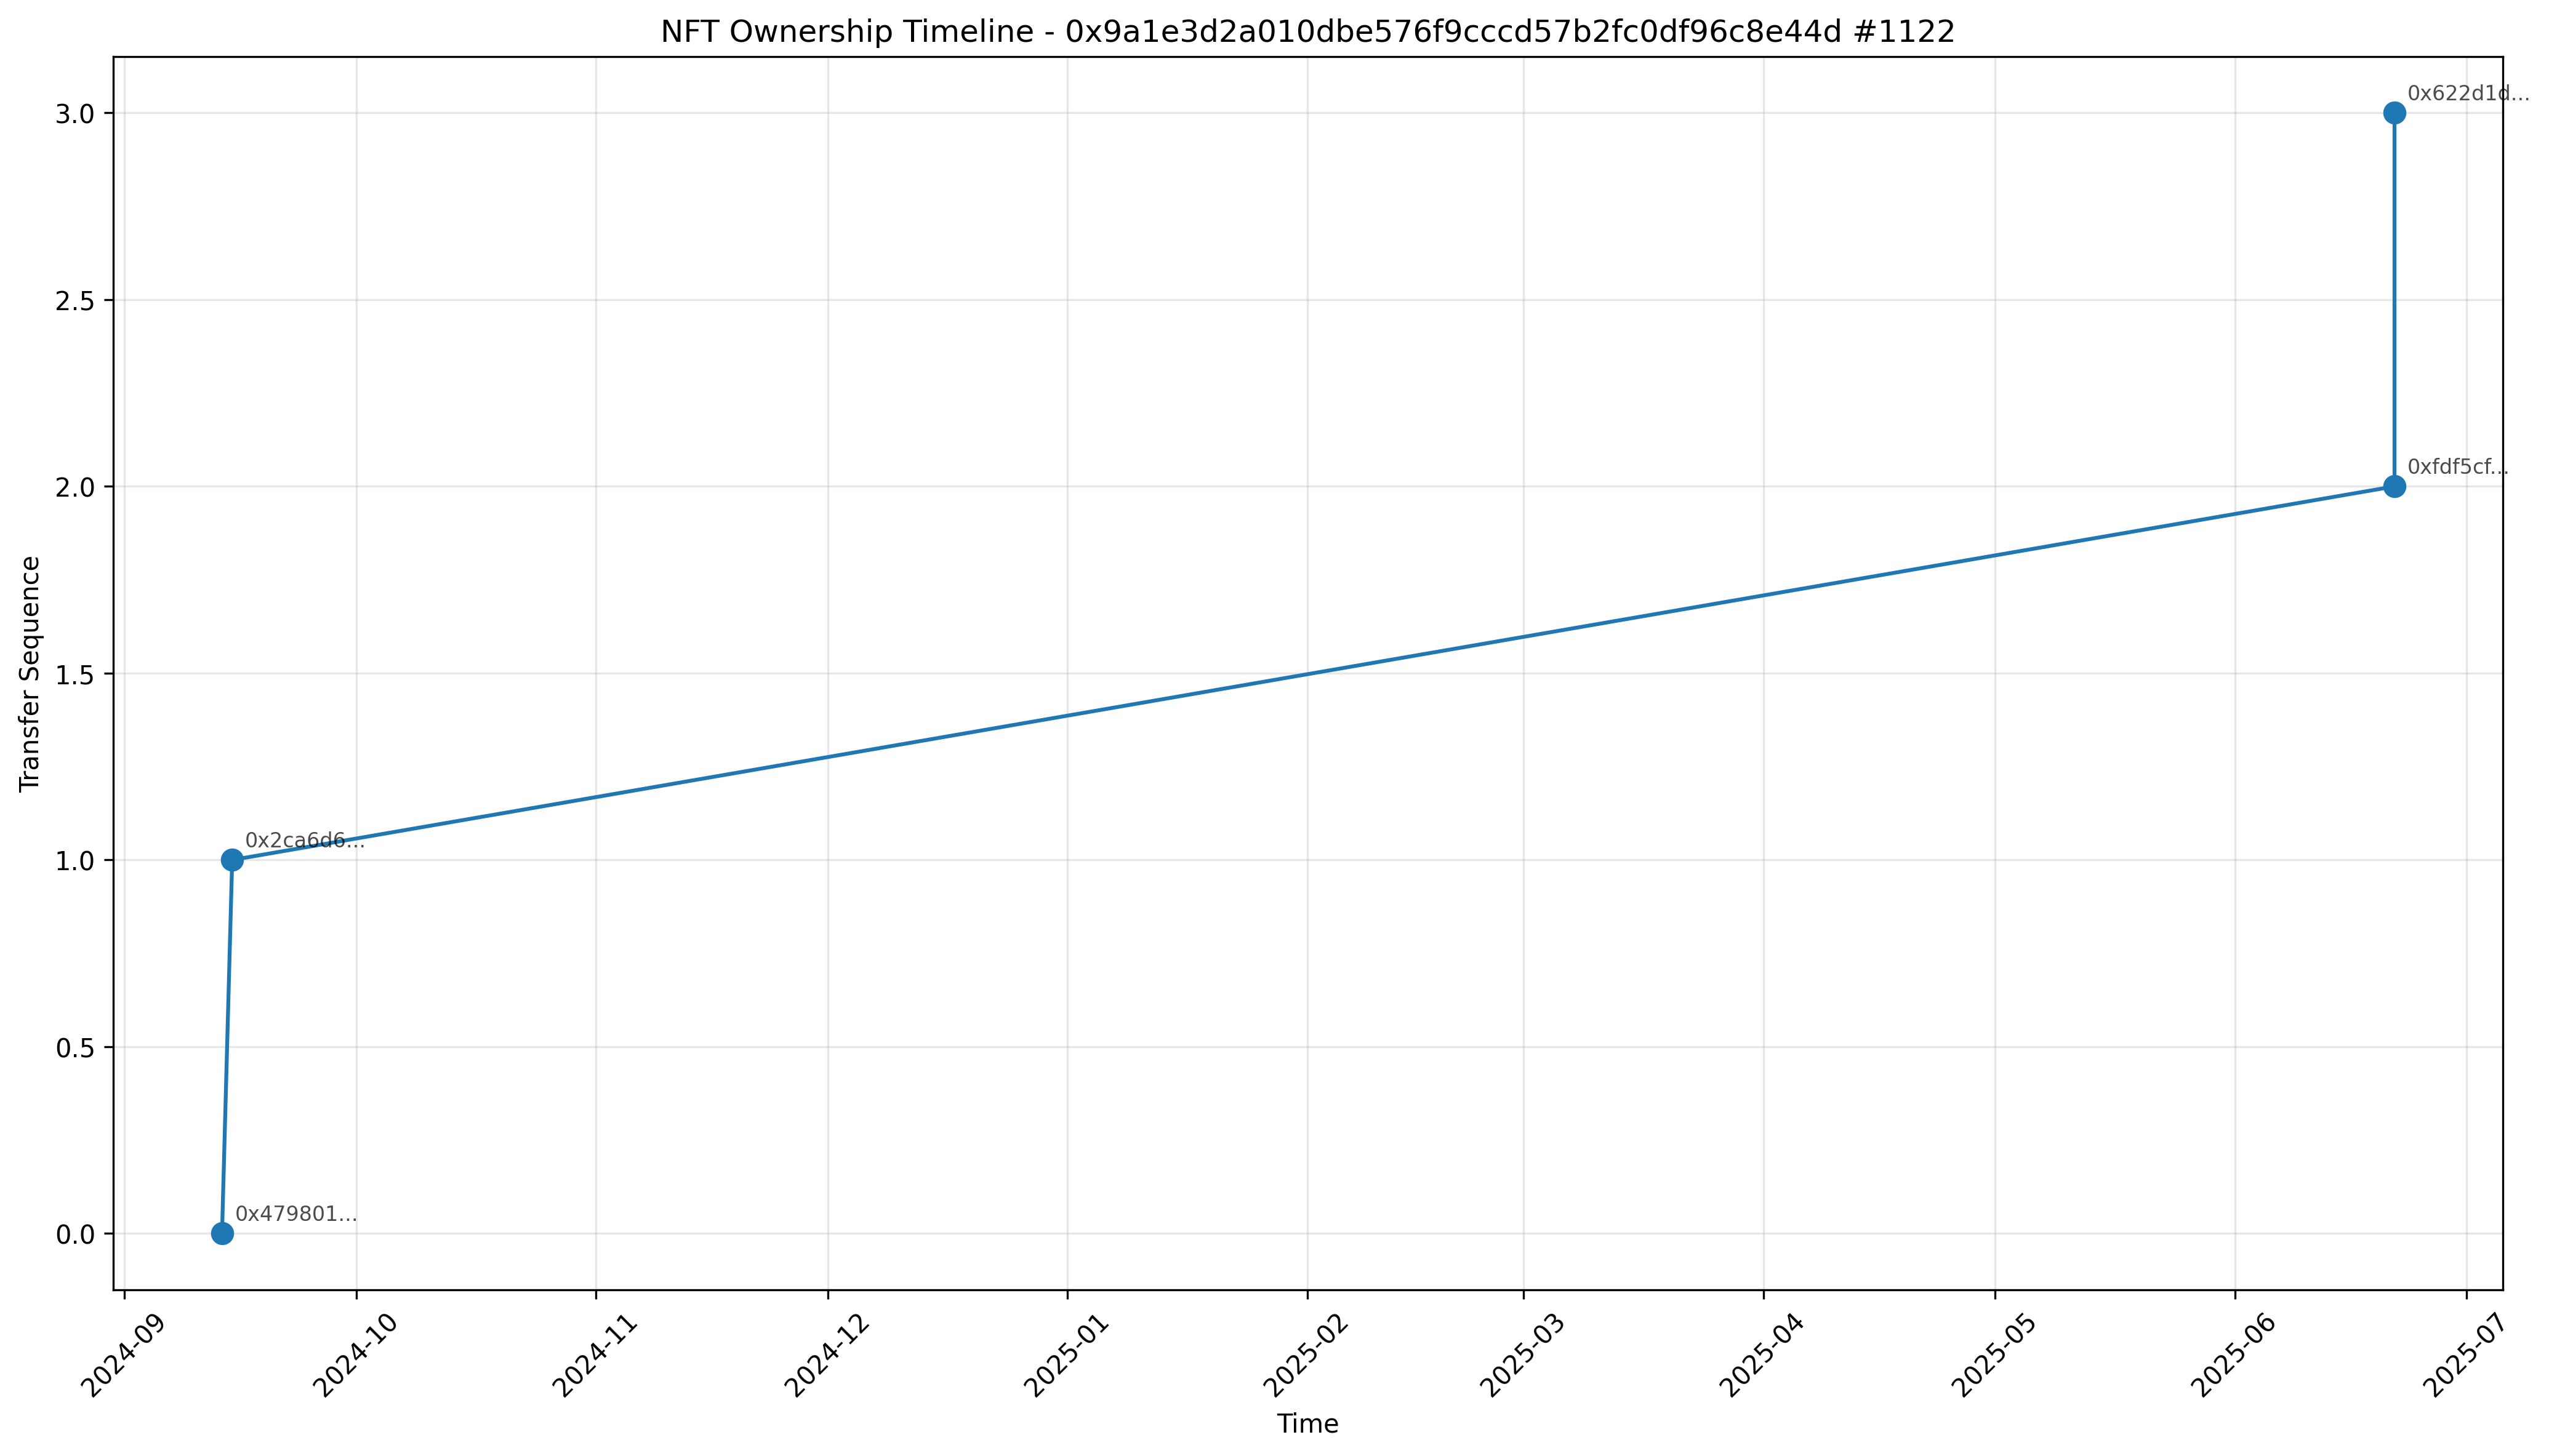 NFT Ownership Timeline - 0x9a1e3d2a010dbe576f9cccd57b2fc0df96c8e44d #1122
0x622d1d...
3.0
2.5
0xfdf5cf...
2.0
Transfer Sequence
1.5
0x2ca6d6...
1.0
0.5
0x479801...
0.0
2024-09
2024-10
2024-11
2024-12
2025-01
2025-02
2025-03
2025-04
2025-05
2025-06
2025-07
Time